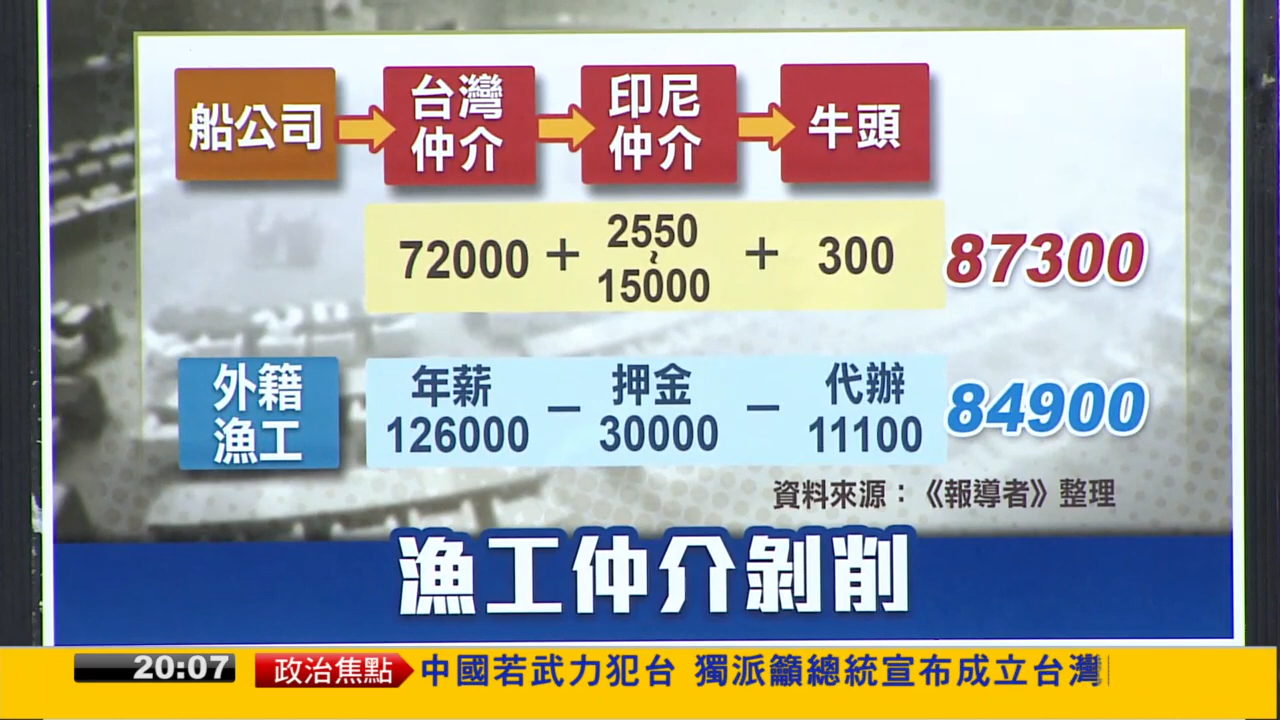 船公司
台灣
仲介
印尼
仲介
牛頭
72000 + 2550 ~ 15000 + 300 87300
外籍
漁工
年薪 押金 代辦
126000 － 30000 － 11100 84900
資料來源：《報導者》整理
漁工仲介剝削
20:07 政治焦點 中國若武力犯台 獨派籲總統宣布成立台灣